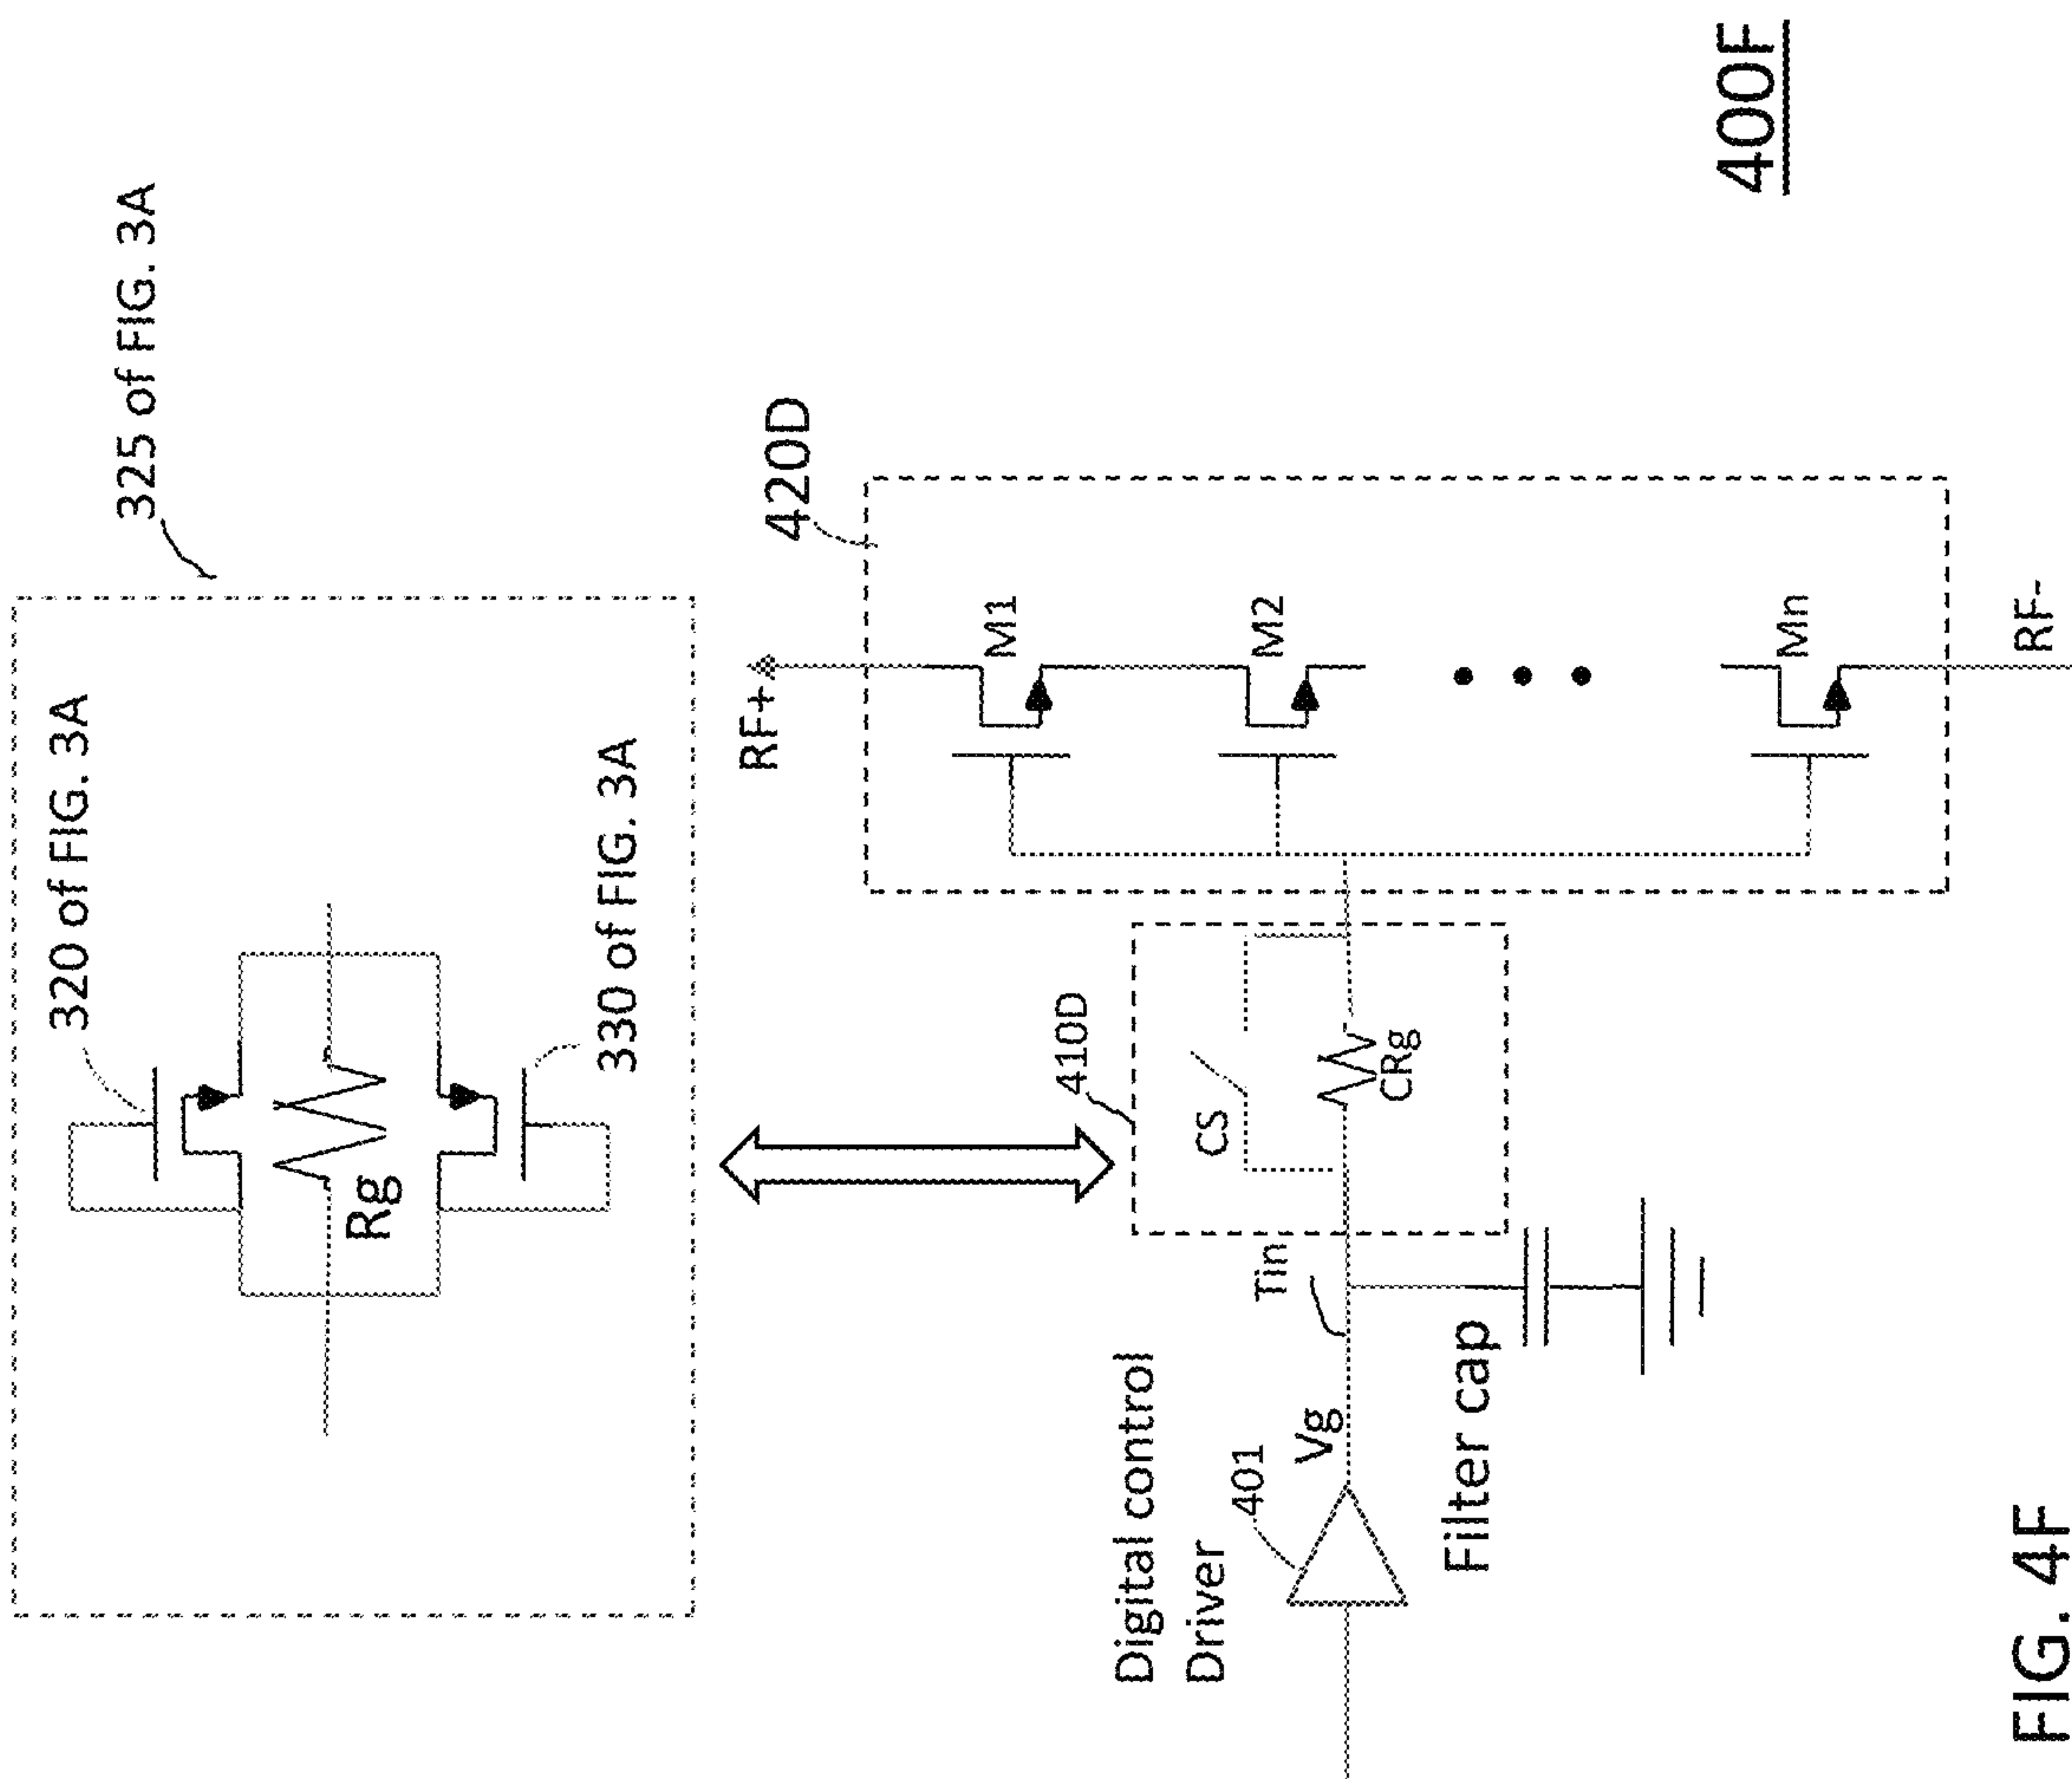 325 of FIG. 3A
320 of FIG. 3A
Rg
330 of FIG. 3A
420D
RF+
M1
M2
Mn
RF-
410D
CS
CRg
Tin
Digital control
Driver
401
Vg
Filter cap
400F
FIG. 4F